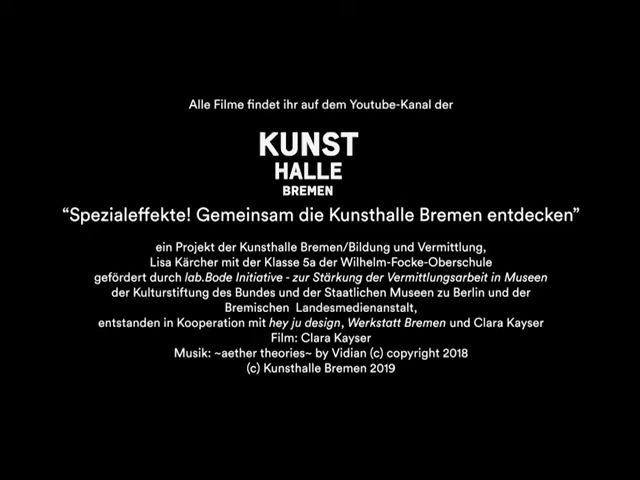 Alle Filme findet ihr auf dem Youtube-Kanal der
KUNST
HALLE
BREMEN
“Spezialeffekte! Gemeinsam die Kunsthalle Bremen entdecken”
ein Projekt der Kunsthalle Bremen/Bildung und Vermittlung,
Lisa Kärcher mit der Klasse 5a der Wilhelm-Focke-Oberschule
gefördert durch lab.Bode Initiative - zur Stärkung der Vermittlungsarbeit in Museen
der Kulturstiftung des Bundes und der Staatlichen Museen zu Berlin und der
Bremischen Landesmedienanstalt,
entstanden in Kooperation mit hey ju design, Werkstatt Bremen und Clara Kayser
Film: Clara Kayser
Musik: ~aether theories~ by Vidian (c) copyright 2018
(c) Kunsthalle Bremen 2019